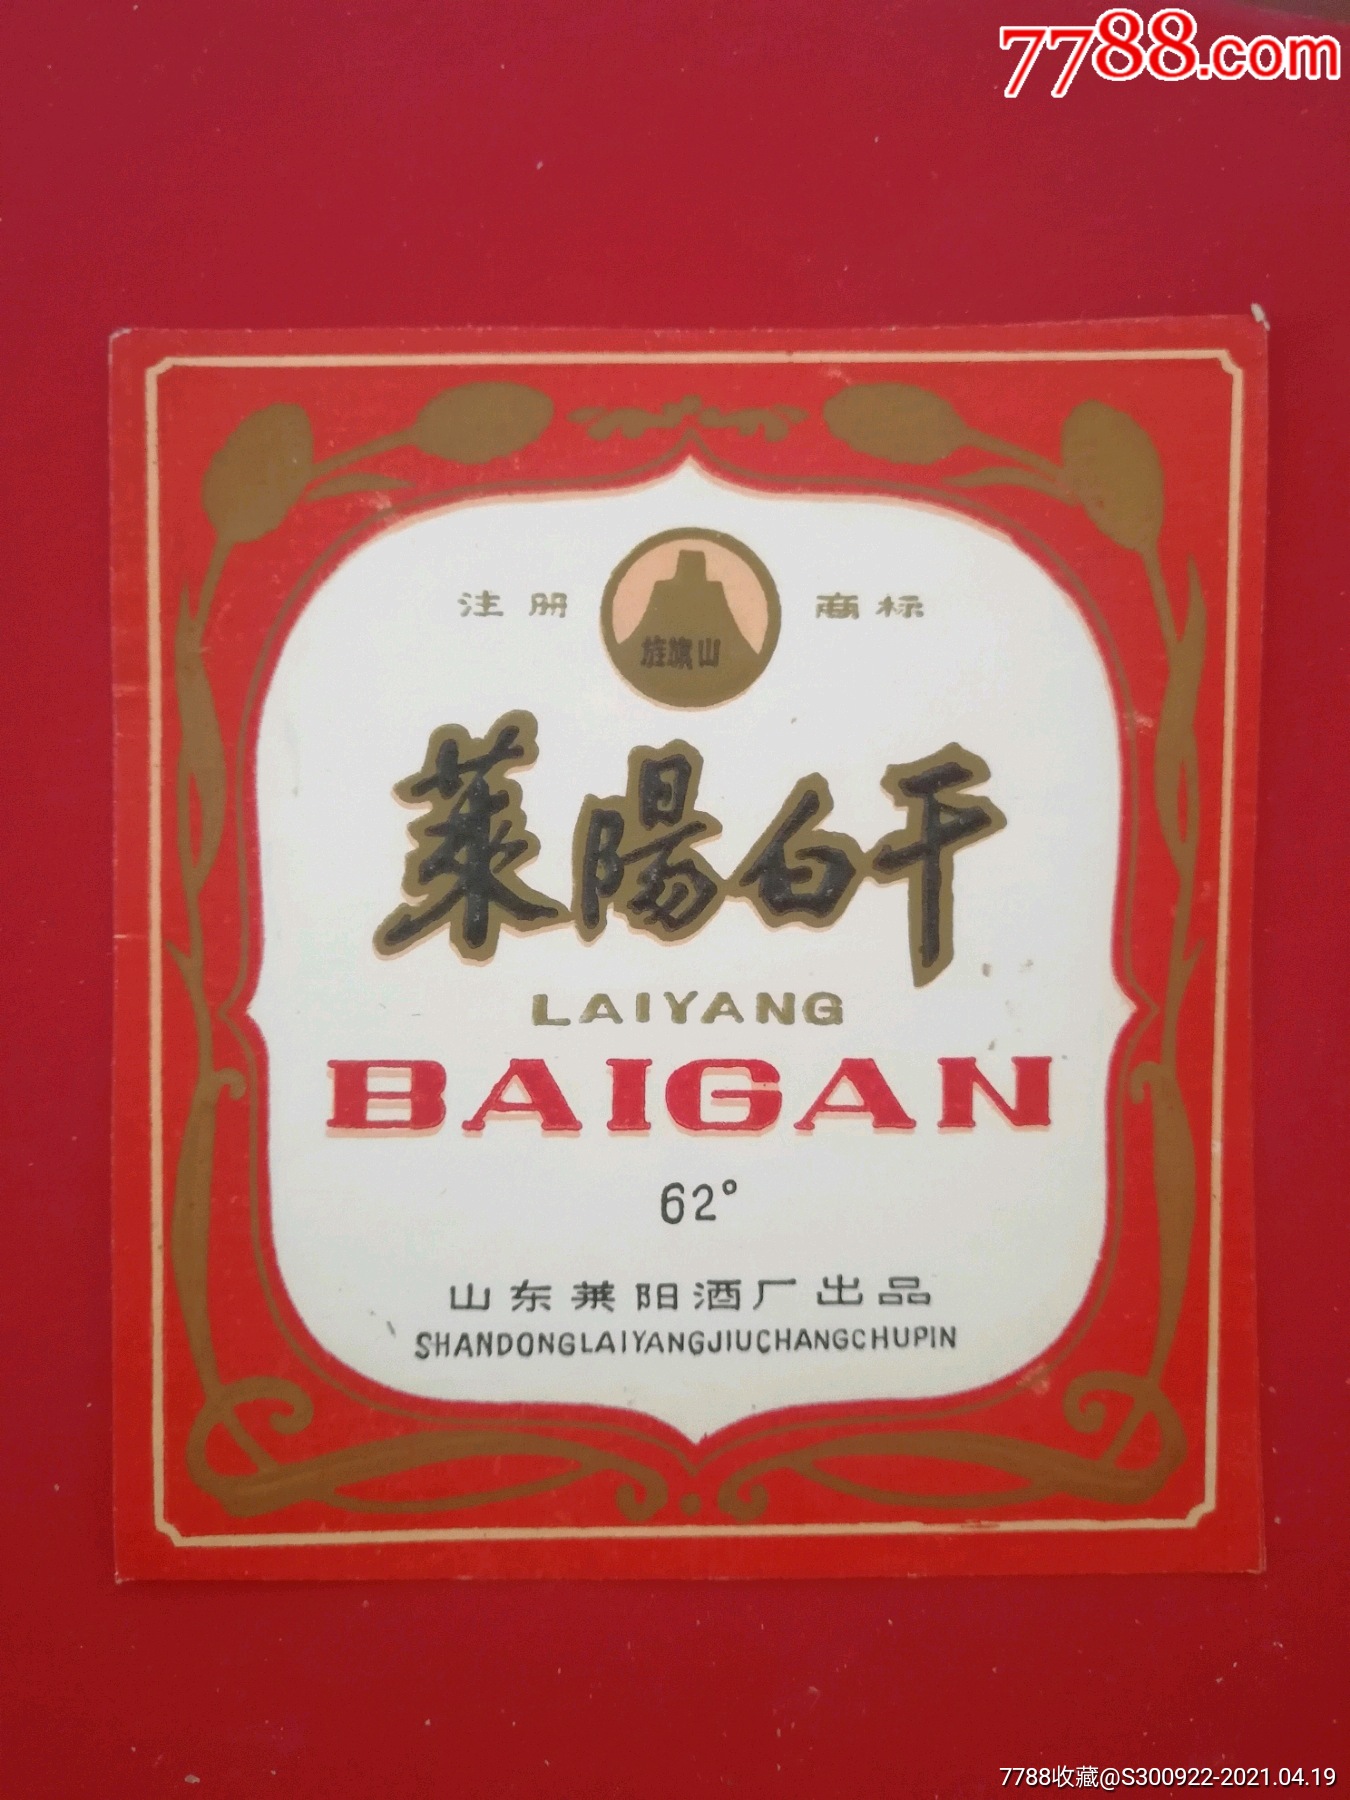 7788.com
注册 商标
旌旗山
萊陽白干
LAIYANG
BAIGAN
62°
山东莱阳酒厂出品
SHANDONGLAIYANGJIUCHANGCHUPIN
7788收藏@S300922-2021.04.19